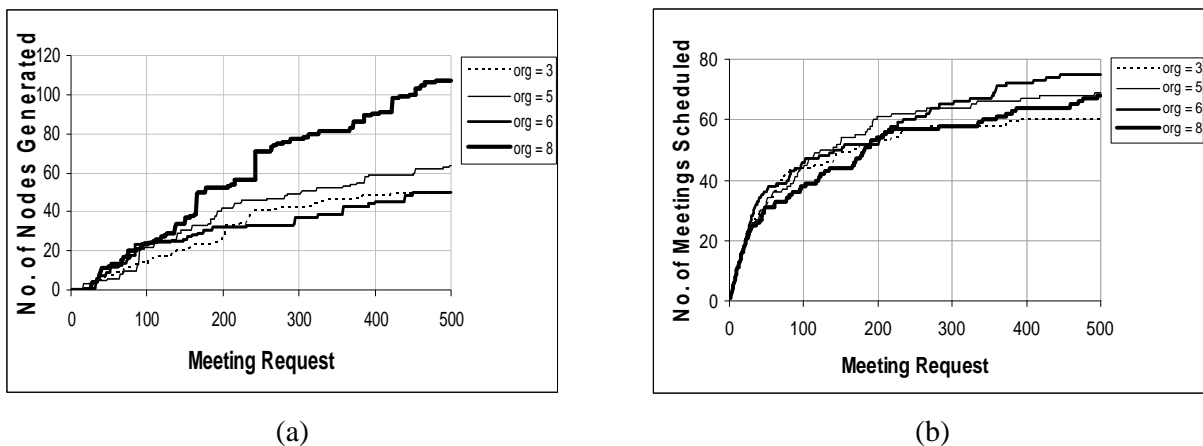 No. of Nodes Generated
120
100
80
60
40
20
0
0 100 200 300 400 500
Meeting Request
org = 3
org = 5
org = 6
org = 8
(a)
No. of Meetings Scheduled
80
60
40
20
0
0 100 200 300 400 500
Meeting Request
org = 3
org = 5
org = 6
org = 8
(b)